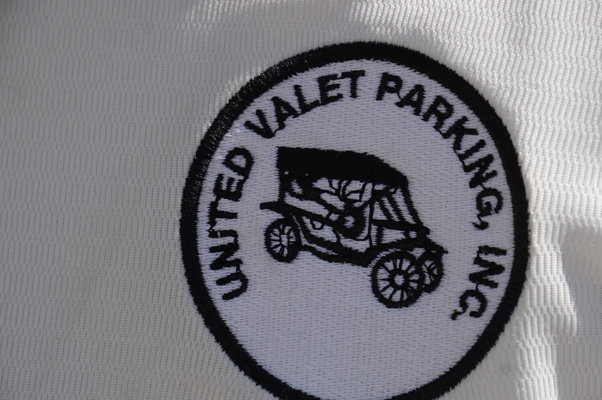 UNITED VALET PARKING, INC.